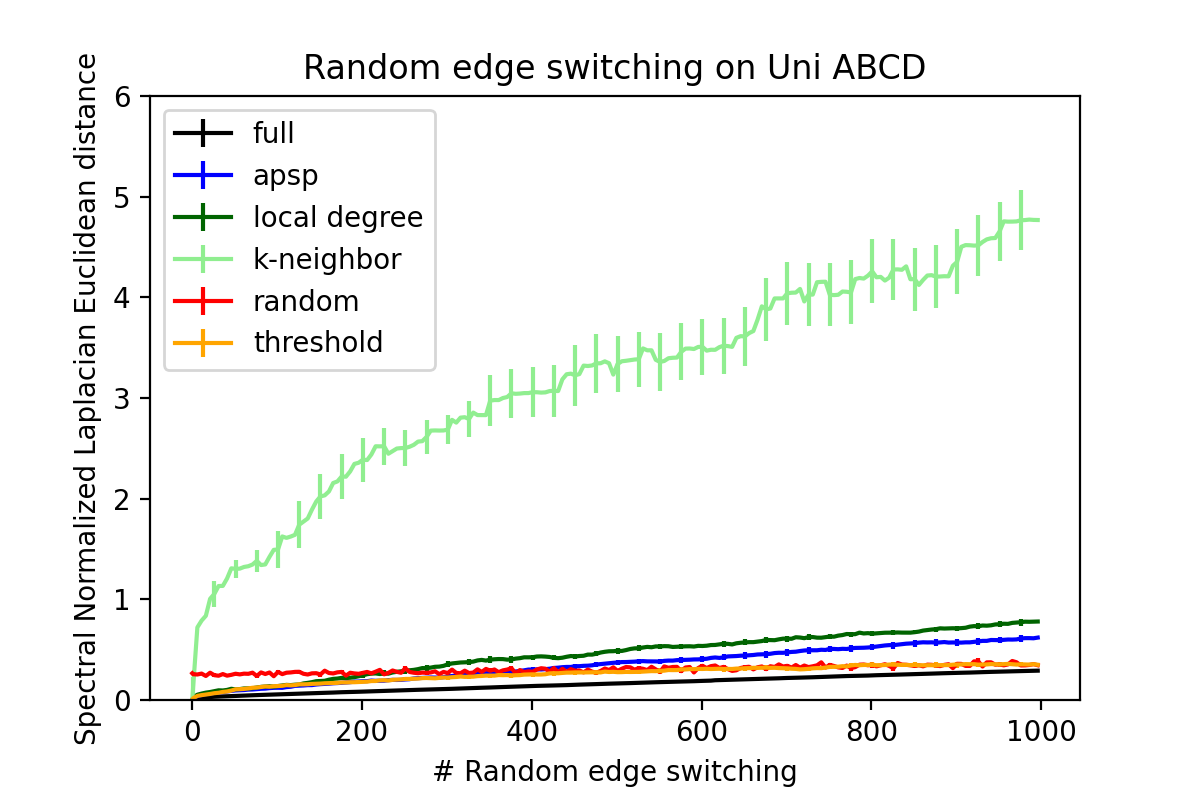 Random edge switching on Uni ABCD
Spectral Normalized Laplacian Euclidean distance
6
5
4
3
2
1
0
full
apsp
local degree
k-neighbor
random
threshold
0 200 400 600 800 1000
# Random edge switching